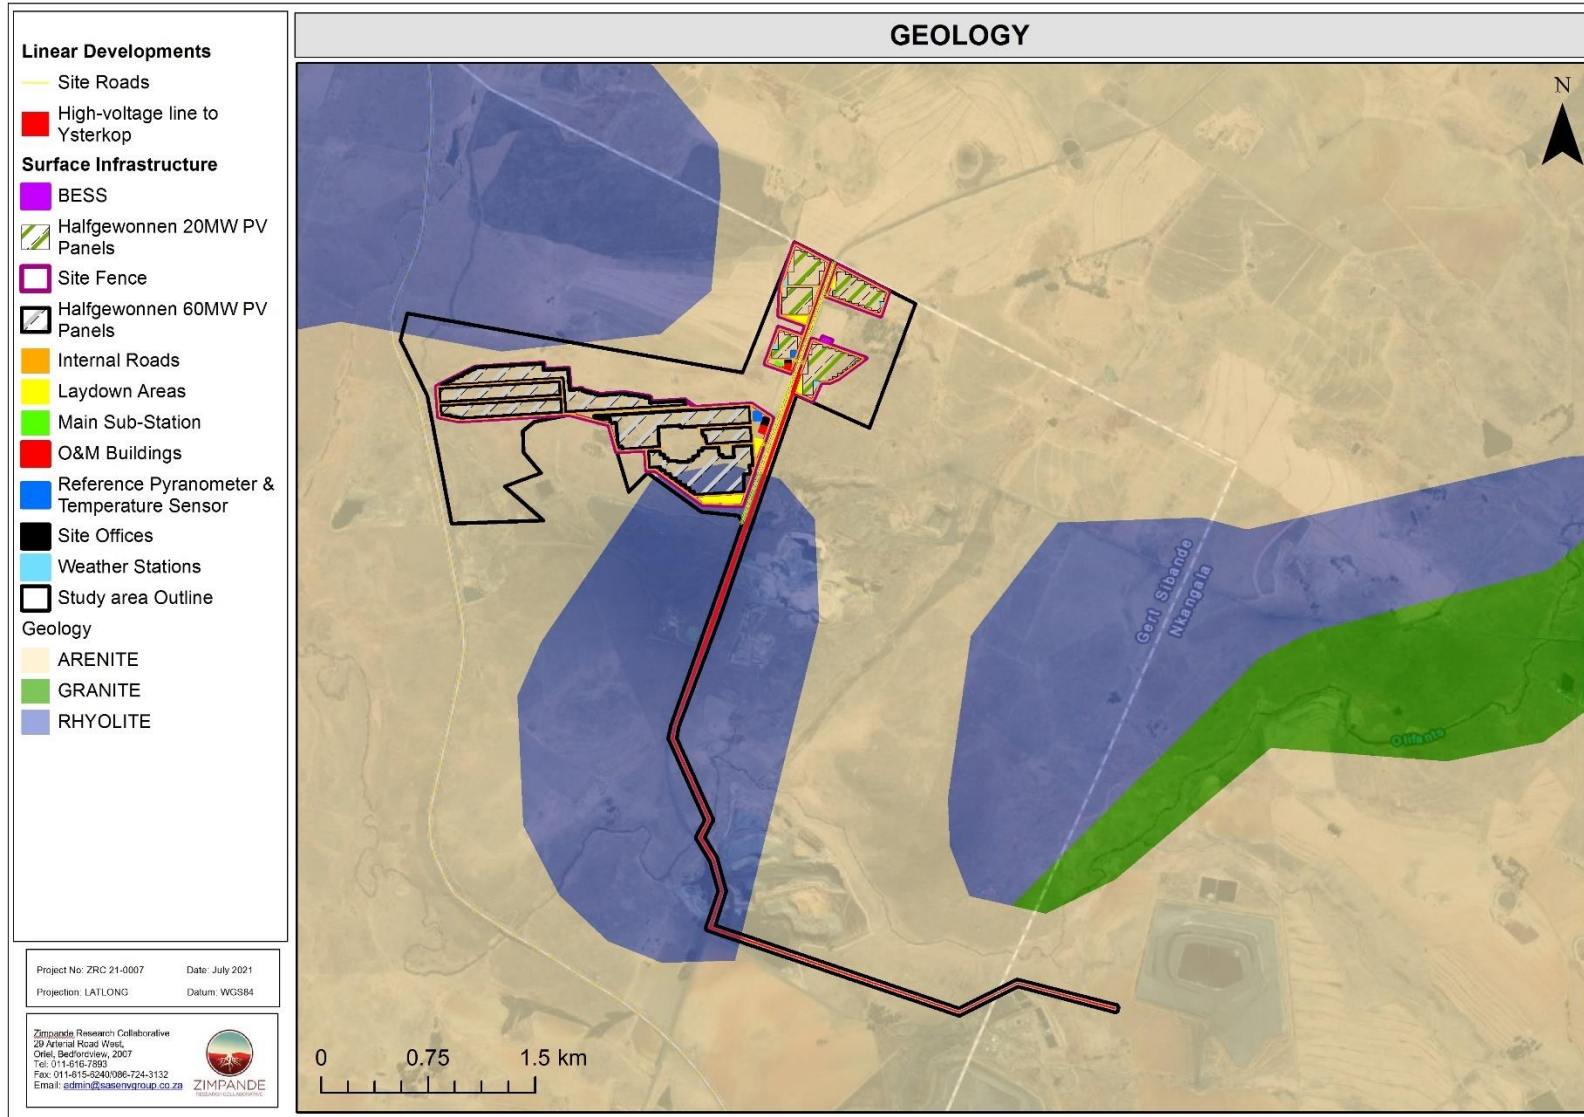 GEOLOGY
Linear Developments
Site Roads
High-voltage line to
Ysterkop
Surface Infrastructure
BESS
Halfgewonnen 20MW PV
Panels
Site Fence
Halfgewonnen 60MW PV
Panels
Internal Roads
Laydown Areas
Main Sub-Station
O&M Buildings
Reference Pyranometer &
Temperature Sensor
Site Offices
Weather Stations
Study area Outline
Geology
ARENITE
GRANITE
RHYOLITE
Project No: ZRC 21-0007 Date: July 2021
Projection: LATLONG Datum: WGS84
Zimpande Research Collaborative
29 Arterial Road West,
Oriel, Bedfordview, 2007
Tel: 011-616-7893
Fax: 011-615-6240/086-724-3132
Email: admin@sasenvgroup.co.za
ZIMPANDE
RESEARCH COLLABORATIVE
N
Gert Sibande
Nkangala
Olifants
0 0.75 1.5 km